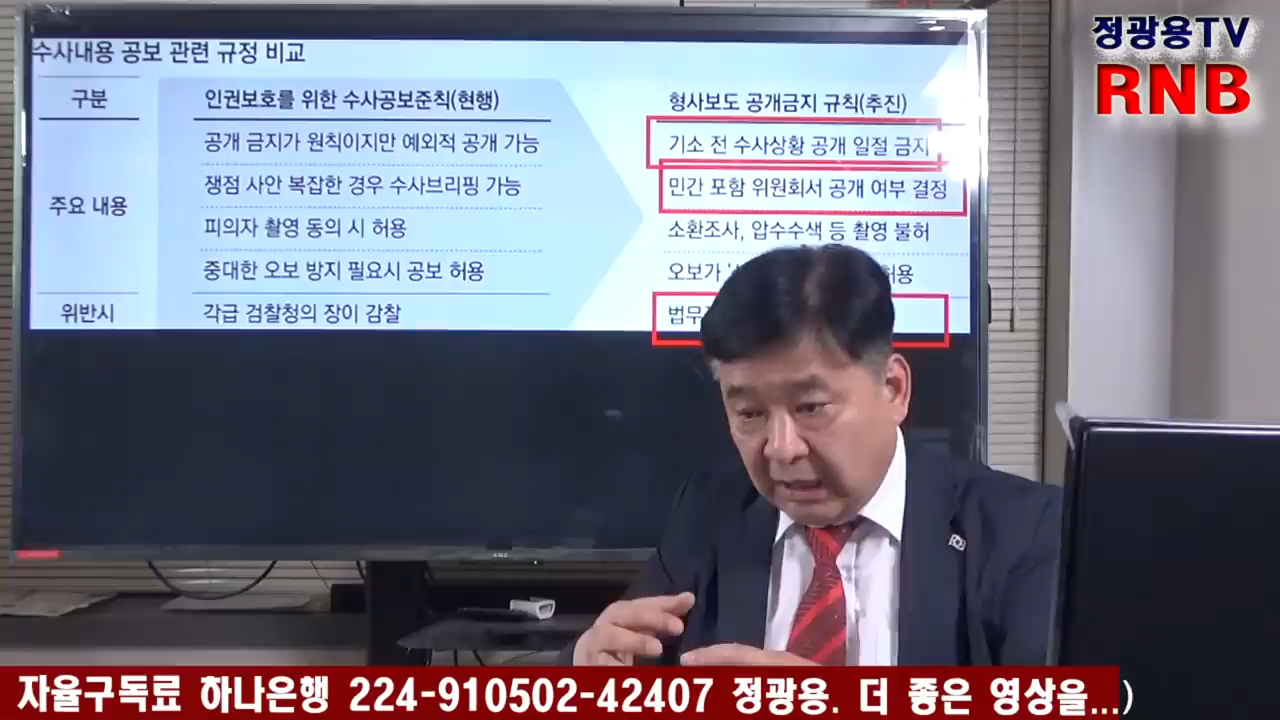 정광용TV
RNB
수사내용 공보 관련 규정 비교
구분
인권보호를 위한 수사공보준칙(현행)
형사보도 공개금지 규칙(추진)
주요 내용
공개 금지가 원칙이지만 예외적 공개 가능
기소 전 수사상황 공개 일절 금지
쟁점 사안 복잡한 경우 수사브리핑 가능
민간 포함 위원회서 공개 여부 결정
피의자 촬영 동의 시 허용
소환조사, 압수수색 등 촬영 불허
중대한 오보 방지 필요시 공보 허용
오보가
허용
위반시
각급 검찰청의 장이 감찰
법무
자율구독료 하나은행 224-910502-42407 정광용. 더 좋은 영상을...)